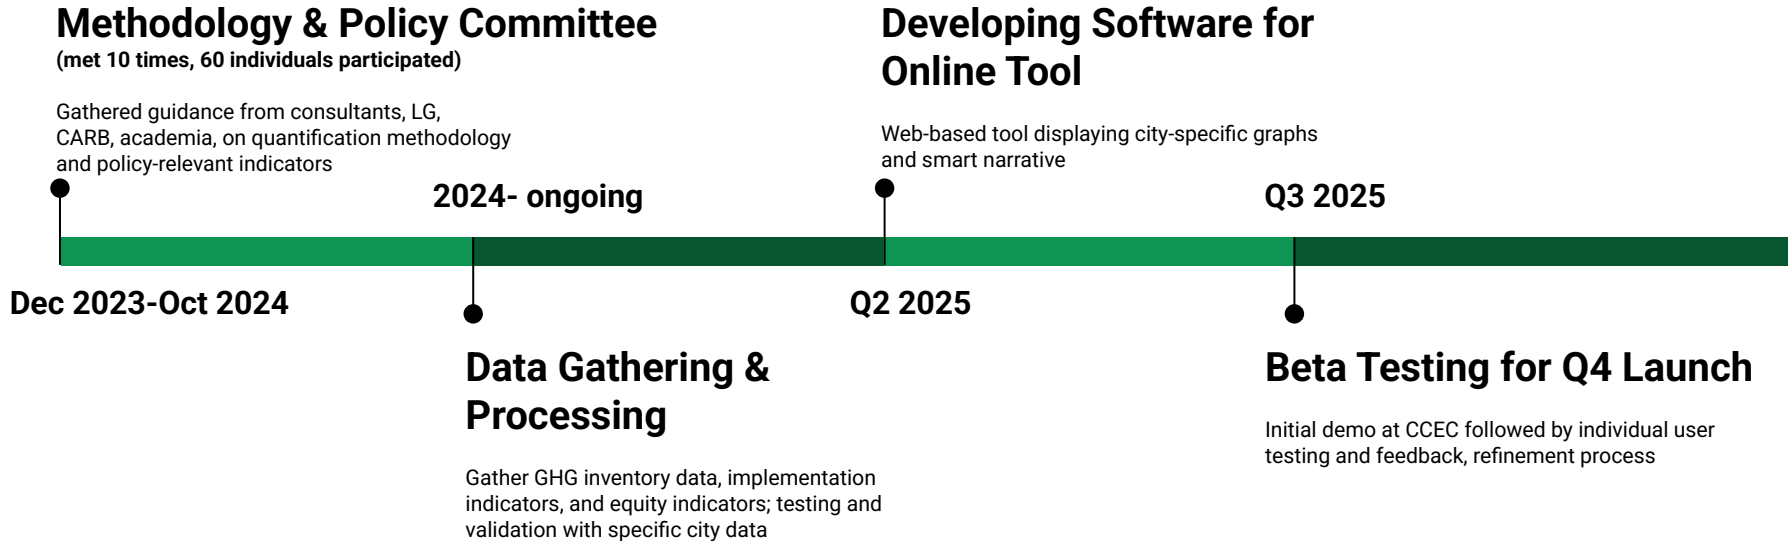 Methodology & Policy Committee
(met 10 times, 60 individuals participated)
Gathered guidance from consultants, LG,
CARB, academia, on quantification methodology
and policy-relevant indicators
Dec 2023-Oct 2024
2024- ongoing
Data Gathering &
Processing
Gather GHG inventory data, implementation
indicators, and equity indicators; testing and
validation with specific city data
Developing Software for
Online Tool
Web-based tool displaying city-specific graphs
and smart narrative
Q2 2025
Q3 2025
Beta Testing for Q4 Launch
Initial demo at CCEC followed by individual user
testing and feedback, refinement process